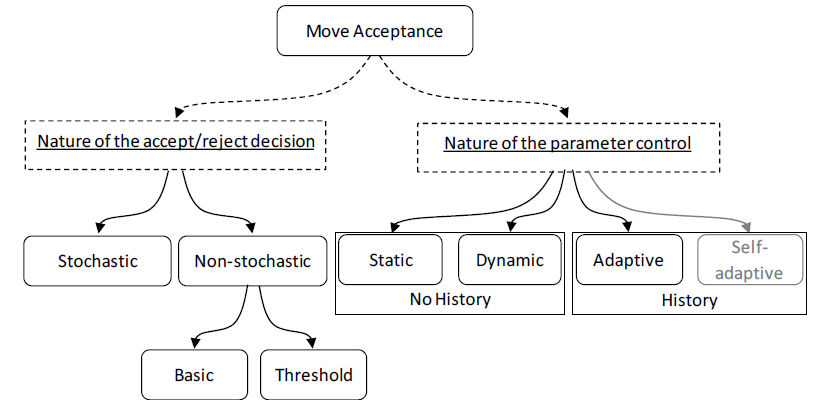 Move Acceptance
Nature of the accept/reject decision
Nature of the parameter control
Stochastic
Non-stochastic
Static
Dynamic
Adaptive
Self-
adaptive
No History
History
Basic
Threshold